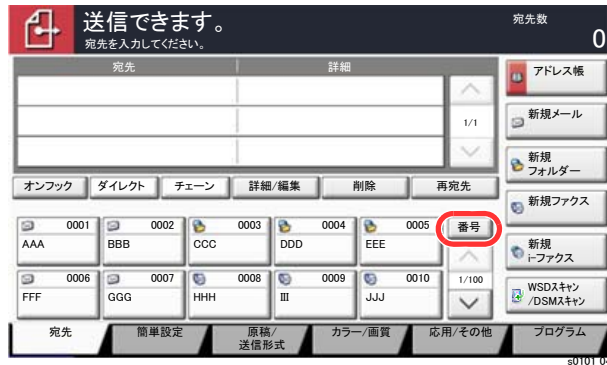 送信できます。
宛先を入力してください。
宛先数
0
宛先 詳細
1/1
アドレス帳
新規メール
新規
フォルダー
新規ファクス
新規
i-ファクス
WSDスキャン
/DSMスキャン
オンフック ダイレクト チェーン 詳細/編集 削除 再宛先
0001 0002 0003 0004 0005 番号
AAA BBB CCC DDD EEE
0006 0007 0008 0009 0010 1/100
FFF GGG HHH III JJJ
宛先 簡単設定 原稿/
送信形式 カラー/画質 応用/その他 プログラム